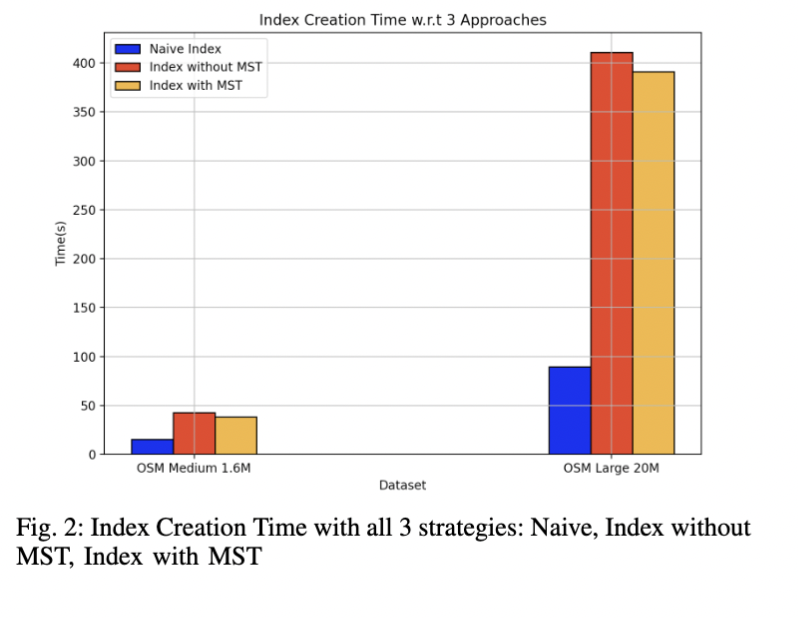 Index Creation Time w.r.t 3 Approaches
Naive Index
Index without MST
Index with MST
400
350
300
250
200
150
100
50
0
Time(s)
OSM Medium 1.6M
OSM Large 20M
Dataset
Fig. 2: Index Creation Time with all 3 strategies: Naive, Index without
MST, Index with MST